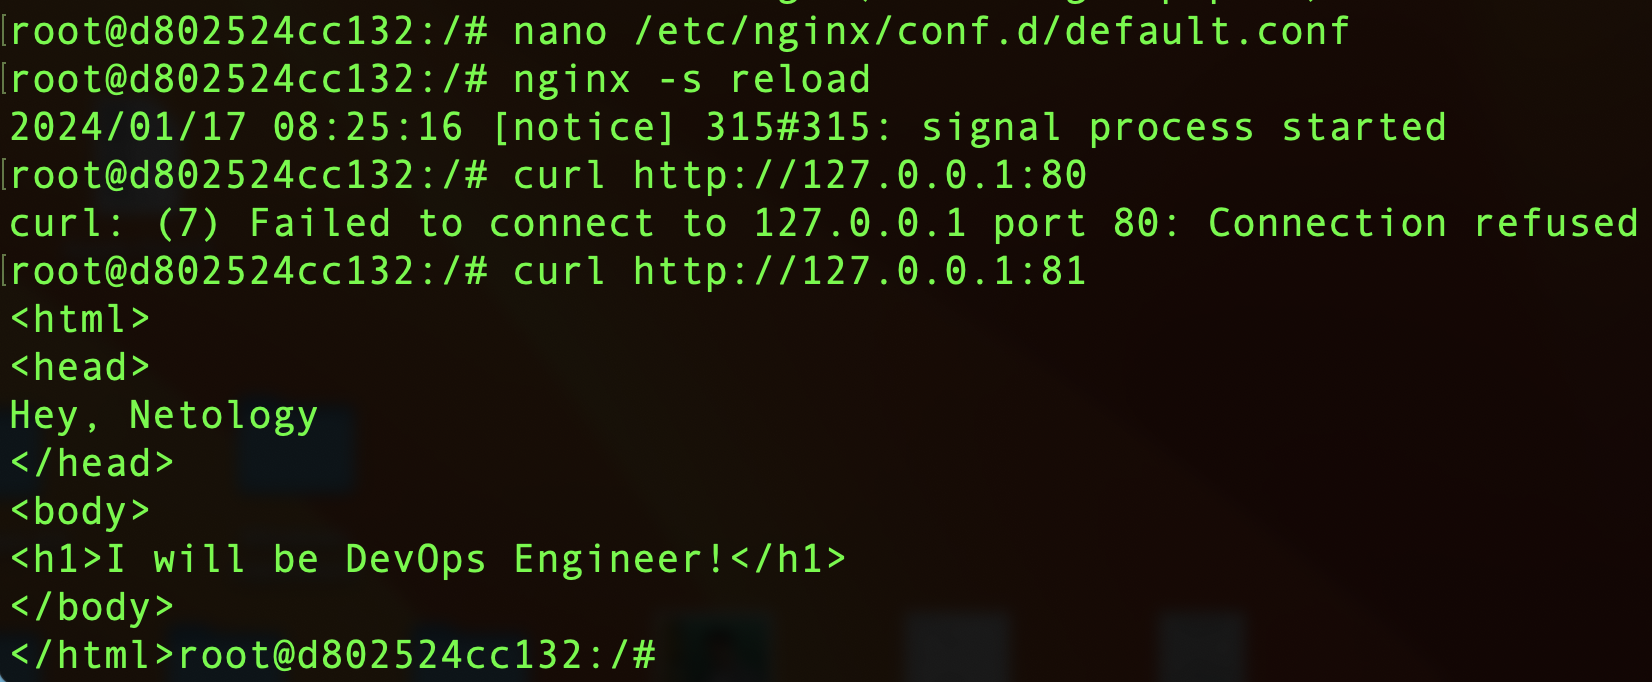 [root@d802524cc132:/# nano /etc/nginx/conf.d/default.conf
[root@d802524cc132:/# nginx -s reload
2024/01/17 08:25:16 [notice] 315#315: signal process started
[root@d802524cc132:/# curl http://127.0.0.1:80
curl: (7) Failed to connect to 127.0.0.1 port 80: Connection refused
[root@d802524cc132:/# curl http://127.0.0.1:81
<html>
<head>
Hey, Netology
</head>
<body>
<h1>I will be DevOps Engineer!</h1>
</body>
</html>root@d802524cc132:/#